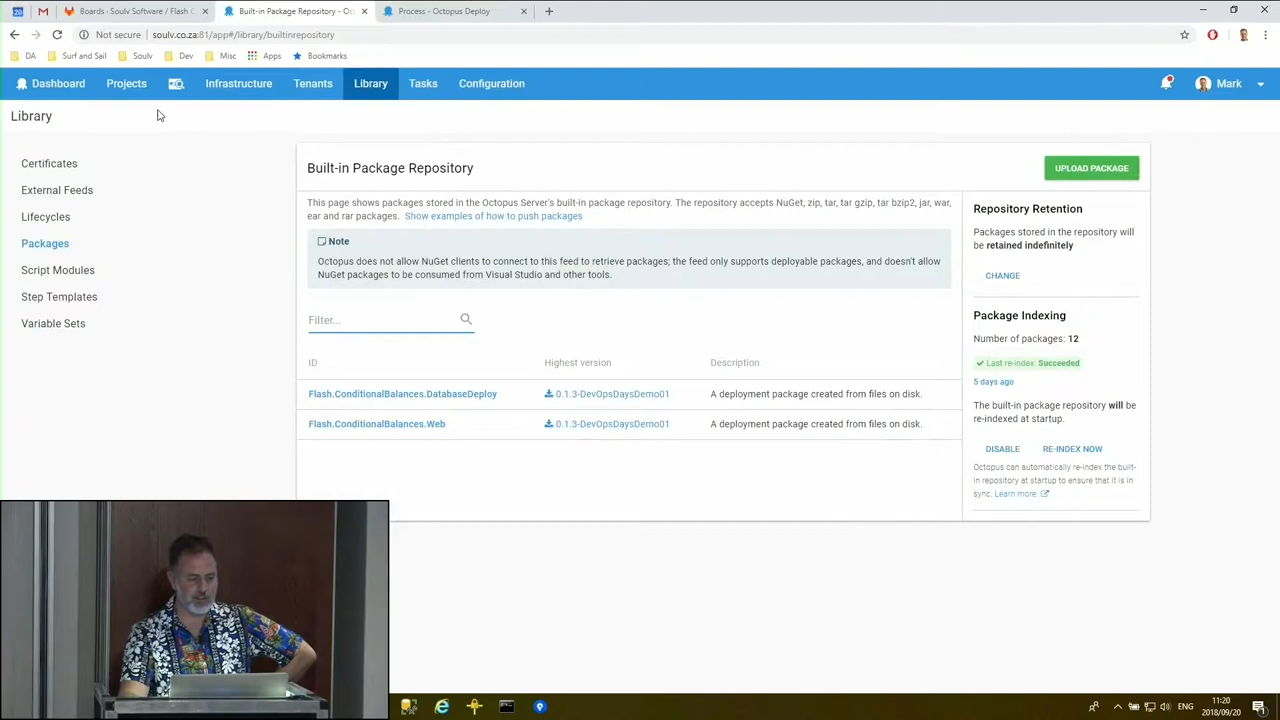 20
Boards · Soulv Software / Flash C
Built-in Package Repository - Oc
Process - Octopus Deploy
Not secure
soulv.co.za:81/app#/library/builtinrepository
DA
Surf and Sail
Soulv
Dev
Misc
Apps
Bookmarks
Dashboard
Projects
Infrastructure
Tenants
Library
Tasks
Configuration
Mark
Library
Certificates
External Feeds
Lifecycles
Packages
Script Modules
Step Templates
Variable Sets
Built-in Package Repository
UPLOAD PACKAGE
This page shows packages stored in the Octopus Server's built-in package repository. The repository accepts NuGet, zip, tar, tar gzip, tar bzip2, jar, war,
ear and rar packages. Show examples of how to push packages
Note
Octopus does not allow NuGet clients to connect to this feed to retrieve packages; the feed only supports deployable packages, and doesn't allow
NuGet packages to be consumed from Visual Studio and other tools.
Filter...
ID
Highest version
Description
Flash.ConditionalBalances.DatabaseDeploy
0.1.3-DevOpsDaysDemo01
A deployment package created from files on disk.
Flash.ConditionalBalances.Web
0.1.3-DevOpsDaysDemo01
A deployment package created from files on disk.
Repository Retention
Packages stored in the repository will
be retained indefinitely
CHANGE
Package Indexing
Number of packages: 12
Last re-index: Succeeded
5 days ago
The built-in package repository will be
re-indexed at startup.
DISABLE
RE-INDEX NOW
Octopus can automatically re-index the built-
in repository at startup to ensure that it is in
sync. Learn more
ENG
11:20
2018/09/20
1